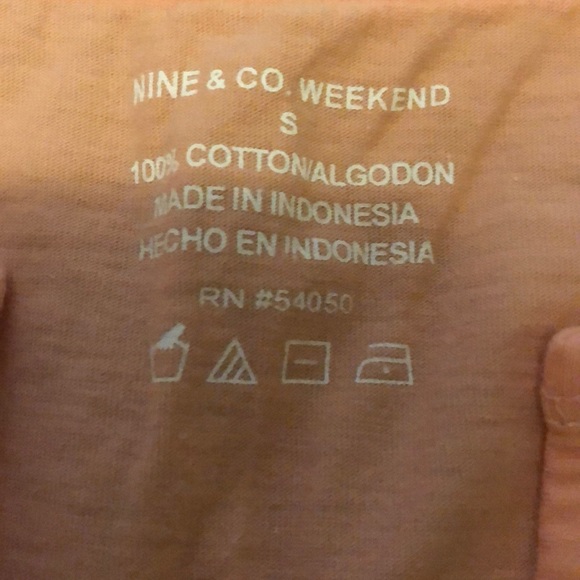 NINE & CO. WEEKEND
S
100% COTTON/ALGODON
MADE IN INDONESIA
HECHO EN INDONESIA
RN #54050